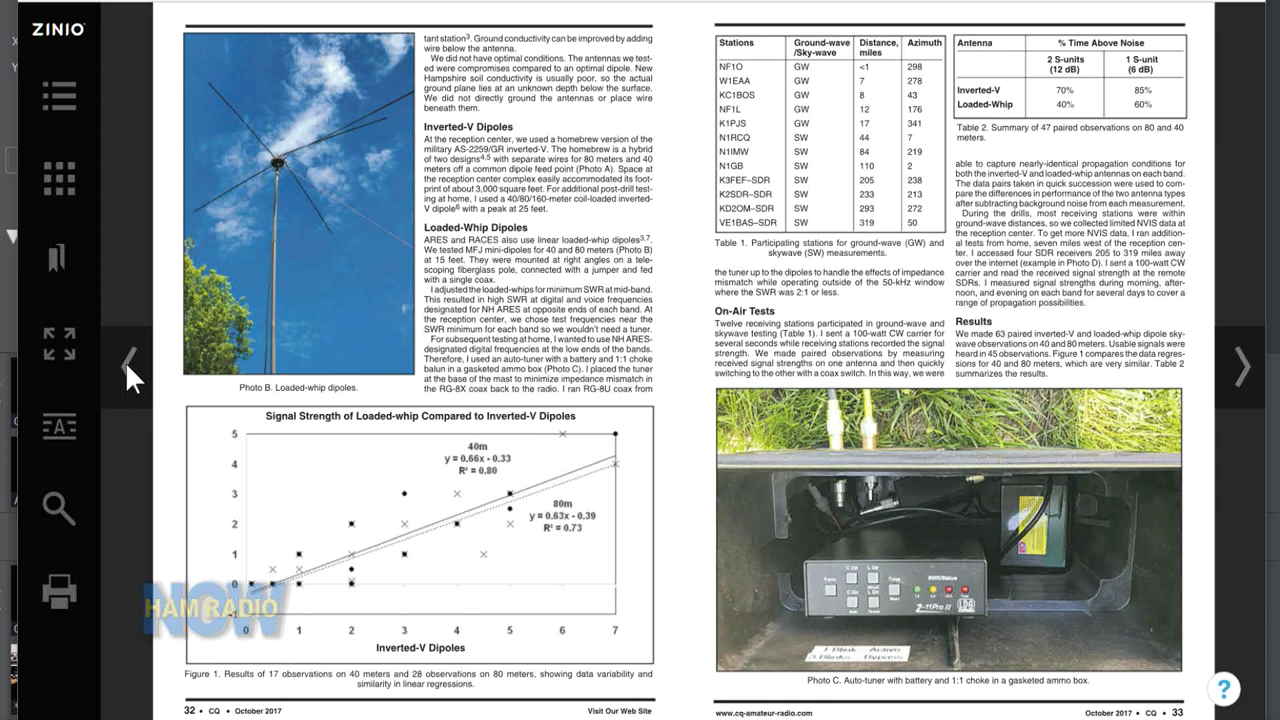 ZINIO
tant station3. Ground conductivity can be improved by adding
wire below the antenna.
We did not have optimal conditions. The antennas we test-
ed were compromises compared to an optimal dipole. New
Hampshire soil conductivity is usually poor, so the actual
ground plane lies at an unknown depth below the surface.
We did not directly ground the antennas or place wire
beneath them.
Inverted-V Dipoles
At the reception center, we used a homebrew version of the
military AS-2259/GR inverted-V. The homebrew is a hybrid
of two designs4,5 with separate wires for 80 meters and 40
meters off a common dipole feed point (Photo A). Space at
the reception center complex easily accommodated its foot-
print of about 3,000 square feet. For additional post-drill test-
ing at home, I used a 40/80/160-meter coil-loaded inverted-
V dipole6 with a peak at 25 feet.
Loaded-Whip Dipoles
ARES and RACES also use linear loaded-whip dipoles3,7.
We tested MFJ mini-dipoles for 40 and 80 meters (Photo B)
at 15 feet. They were mounted at right angles on a tele-
scoping fiberglass pole, connected with a jumper and fed
with a single coax.
I adjusted the loaded-whips for minimum SWR at mid-band.
This resulted in high SWR at digital and voice frequencies
designated for NH ARES at opposite ends of each band. At
the reception center, we chose test frequencies near the
SWR minimum for each band so we wouldn't need a tuner.
For subsequent testing at home, I wanted to use NH ARES-
designated digital frequencies at the low ends of the bands.
Therefore, I used an auto-tuner with a battery and 1:1 choke
balun in a gasketed ammo box (Photo C). I placed the tuner
at the base of the mast to minimize impedance mismatch in
the RG-8X coax back to the radio. I ran RG-8U coax from
Photo B. Loaded-whip dipoles.
Signal Strength of Loaded-whip Compared to Inverted-V Dipoles
5
4
3
2
1
0
40m
y = 0.66x - 0.33
R² = 0.80
80m
y = 0.63x - 0.39
R² = 0.73
0 1 2 3 4 5 6 7
Inverted-V Dipoles
HAM RADIO
NOW
Figure 1. Results of 17 observations on 40 meters and 28 observations on 80 meters, showing data variability and
similarity in linear regressions.
32 • CQ • October 2017 Visit Our Web Site
Stations Ground-wave /Sky-wave Distance, miles Azimuth
NF1O GW <1 298
W1EAA GW 7 278
KC1BOS GW 8 43
NF1L GW 12 176
K1PJS GW 17 341
N1RCQ SW 44 7
N1IMW SW 84 219
N1GB SW 110 2
K3FEF–SDR SW 205 238
K2SDR–SDR SW 233 213
KD2OM–SDR SW 293 272
VE1BAS–SDR SW 319 50
Table 1. Participating stations for ground-wave (GW) and
skywave (SW) measurements.
the tuner up to the dipoles to handle the effects of impedance
mismatch while operating outside of the 50-kHz window
where the SWR was 2:1 or less.
On-Air Tests
Twelve receiving stations participated in ground-wave and
skywave testing (Table 1). I sent a 100-watt CW carrier for
several seconds while receiving stations recorded the signal
strength. We made paired observations by measuring
received signal strengths on one antenna and then quickly
switching to the other with a coax switch. In this way, we were
Antenna % Time Above Noise
2 S-units 1 S-unit
(12 dB) (6 dB)
Inverted-V 70% 85%
Loaded-Whip 40% 60%
Table 2. Summary of 47 paired observations on 80 and 40
meters.
able to capture nearly-identical propagation conditions for
both the inverted-V and loaded-whip antennas on each band.
The data pairs taken in quick succession were used to com-
pare the differences in performance of the two antenna types
after subtracting background noise from each measurement.
During the drills, most receiving stations were within
ground-wave distances, so we collected limited NVIS data at
the reception center. To get more NVIS data, I ran addition-
al tests from home, seven miles west of the reception cen-
ter. I accessed four SDR receivers 205 to 319 miles away
over the internet (example in Photo D). I sent a 100-watt CW
carrier and read the received signal strength at the remote
SDRs. I measured signal strengths during morning, after-
noon, and evening on each band for several days to cover a
range of propagation possibilities.
Results
We made 63 paired inverted-V and loaded-whip dipole sky-
wave observations on 40 and 80 meters. Usable signals were
heard in 45 observations. Figure 1 compares the data regres-
sions for 40 and 80 meters, which are very similar. Table 2
summarizes the results.
Z-11Pro II
LDG
Photo C. Auto-tuner with battery and 1:1 choke in a gasketed ammo box.
www.cq-amateur-radio.com October 2017 • CQ • 33
?